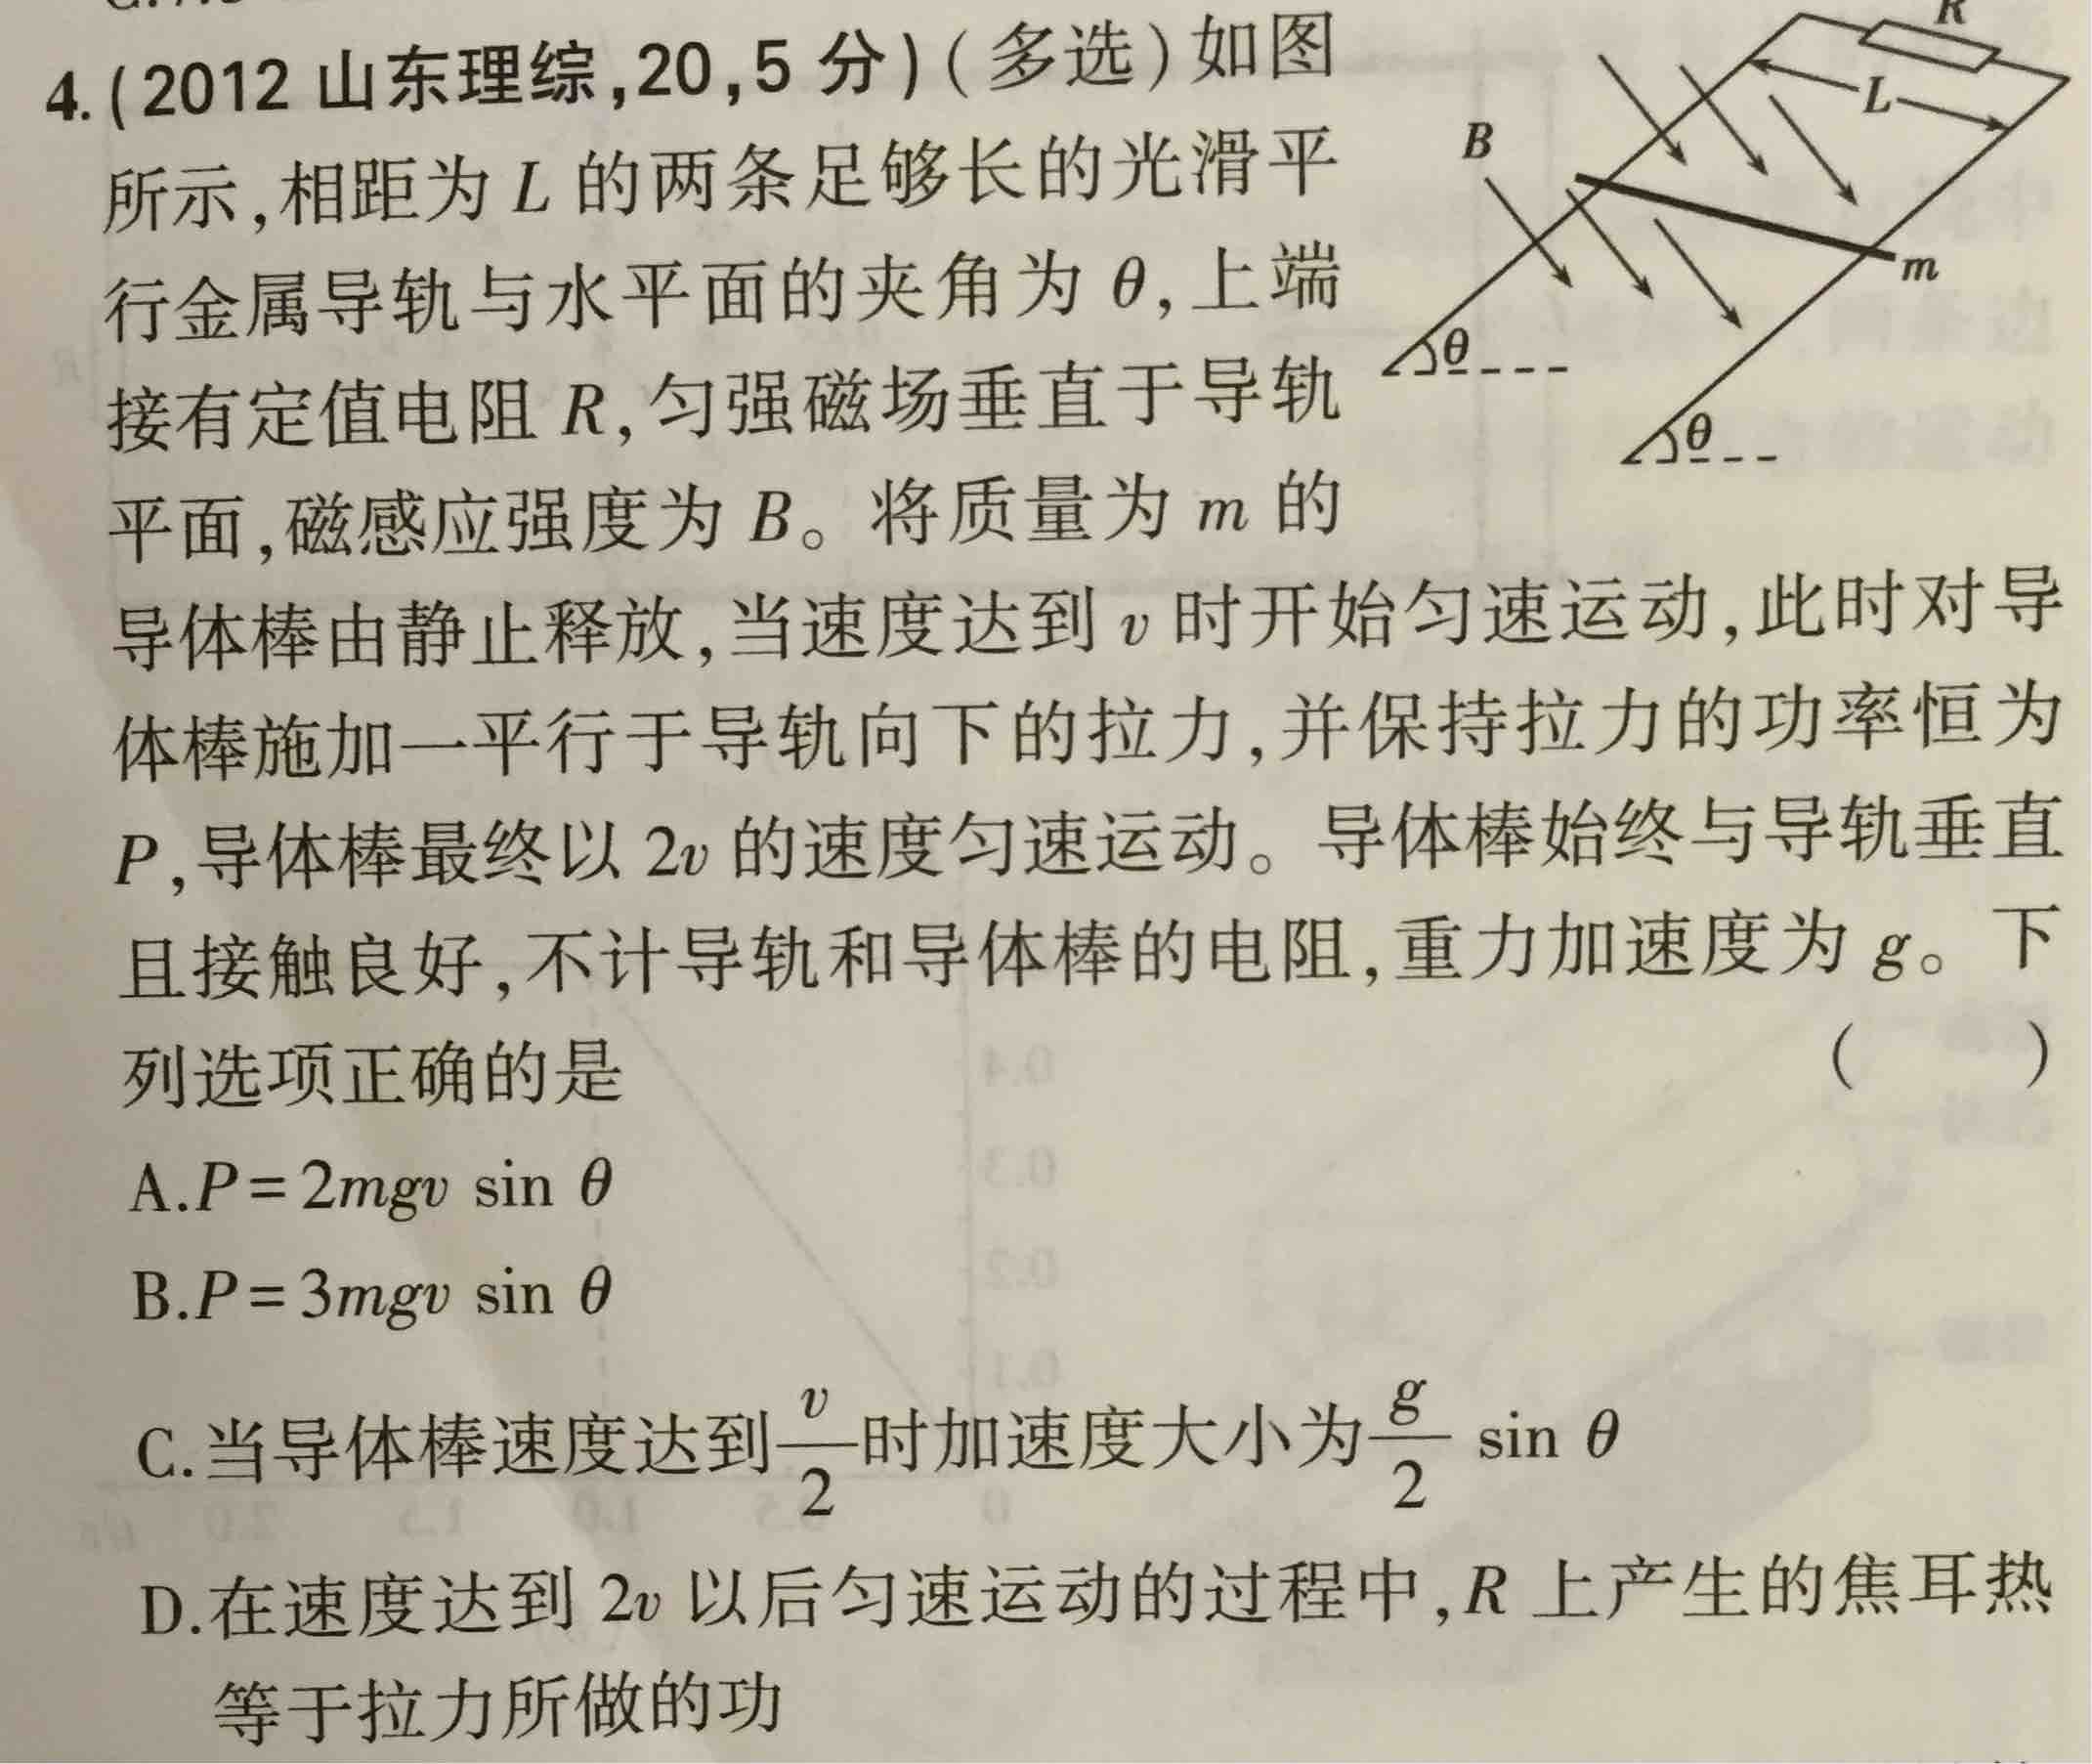 4.(2012 山东理综,20,5 分)(多选)如图
所示,相距为 L 的两条足够长的光滑平
行金属导轨与水平面的夹角为 θ,上端
接有定值电阻 R,匀强磁场垂直于导轨
平面,磁感应强度为 B。将质量为 m 的
导体棒由静止释放,当速度达到 v 时开始匀速运动,此时对导
体棒施加一平行于导轨向下的拉力,并保持拉力的功率恒为
P,导体棒最终以 2v 的速度匀速运动。导体棒始终与导轨垂直
且接触良好,不计导轨和导体棒的电阻,重力加速度为 g。下
列选项正确的是 ( )
A.P=2mgv sin θ
B.P=3mgv sin θ
C.当导体棒速度达到v/2时加速度大小为g/2 sin θ
D.在速度达到 2v 以后匀速运动的过程中,R 上产生的焦耳热
等于拉力所做的功
R
L
B
m
θ
θ